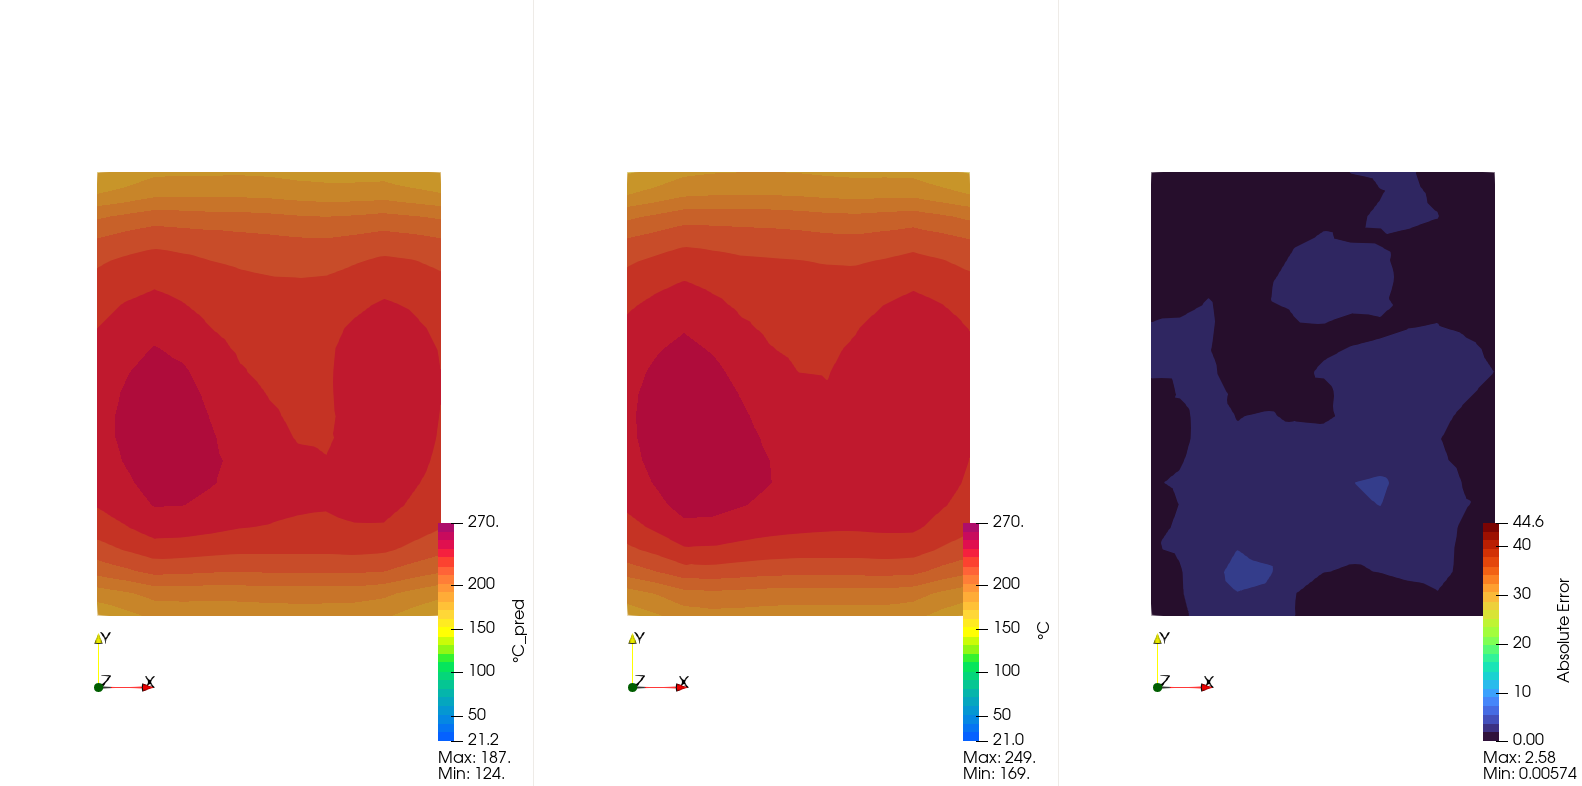 270.
200
150
100
50
21.2
°C_pred
Max: 187.
Min: 124.
Y
Z
X
270.
200
150
100
50
21.0
°C
Max: 249.
Min: 169.
Y
Z
X
44.6
40
30
20
10
0.00
Absolute Error
Max: 2.58
Min: 0.00574
Y
Z
X